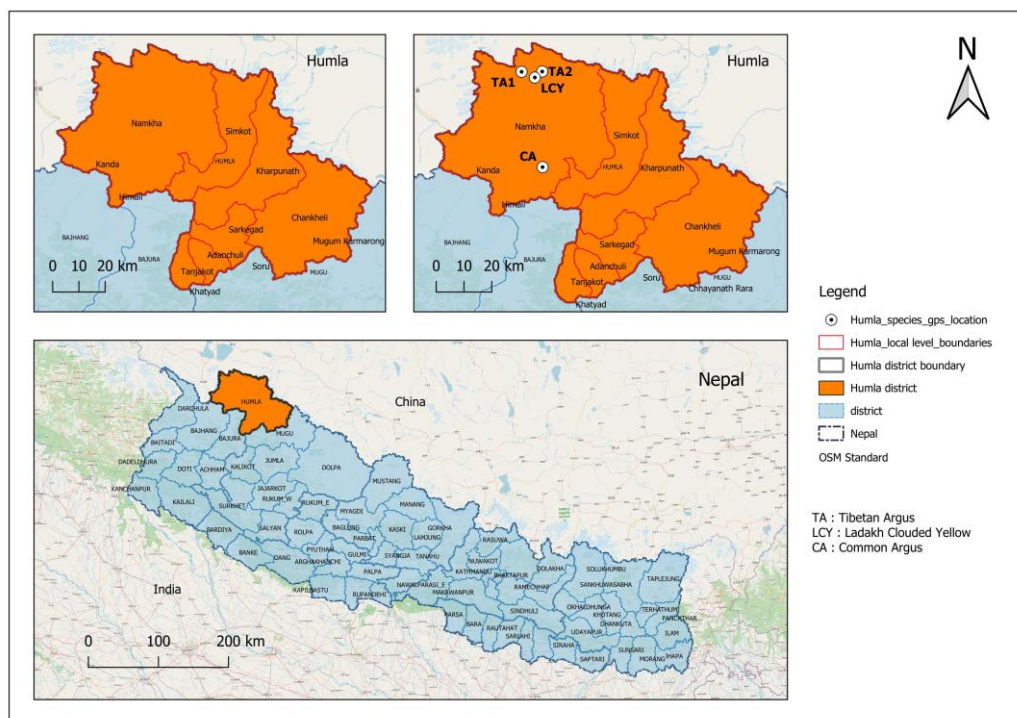 Humla
Namkha
Simkot
Kanda
HUMLA
Kharpunath
Himali
Chankheli
BAJHANG
Sarkegad
Mugum Karmarong
BAJURA
Adanchuli
Tanjakot
Soru
MUGU
Khatyad
0 10 20 km
Humla
TA1
TA2
LCY
Namkha
Simkot
CA
Kanda
HUMLA
Kharpunath
Himali
Chankheli
BAJHANG
Sarkegad
Mugum Karmarong
BAJURA
Adanchuli
Tanjakot
Soru
MUGU
Chhayanath Rara
Khatyad
0 10 20 km
N
Legend
Humla_species_gps_location
Humla_local level_boundaries
Humla district boundary
Humla district
district
Nepal
OSM Standard
TA : Tibetan Argus
LCY : Ladakh Clouded Yellow
CA : Common Argus
Nepal
China
India
HUMLA
DARCHULA
BAJHANG
BAJURA
MUGU
BAITADI
DADELDHURA
DOTI
ACHHAM
KALIKOT
JUMLA
DOLPA
MUSTANG
KANCHANPUR
KAILALI
SURKHET
JAJARKOT
RUKUM_W
RUKUM_E
MYAGDI
MANANG
BARDIYA
SALYAN
ROLPA
BAGLUNG
PARBAT
KASKI
GORKHA
LAMJUNG
RASUWA
BANKE
DANG
PYUTHAN
ARGHAKHANCHI
GULMI
SYANGJA
TANAHU
NUWAKOT
DOLAKHA
SOLUKHUMBU
TAPLEJUNG
KAPILBASTU
PALPA
RUPANDEHI
NAWALPARASI_E
KATHMANDU
BHAKTAPUR
RAMECHHAP
SANKHUWASABHA
MAKAWANPUR
OKHALDHUNGA
KHOTANG
TERHATHUM
PANCHTHAR
PARSA
BARA
RAUTAHAT
SARLAHI
SINDHULI
UDAYAPUR
DHANKUTA
ILAM
SIRAHA
SAPTARI
SUNSARI
MORANG
JHAPA
0 100 200 km